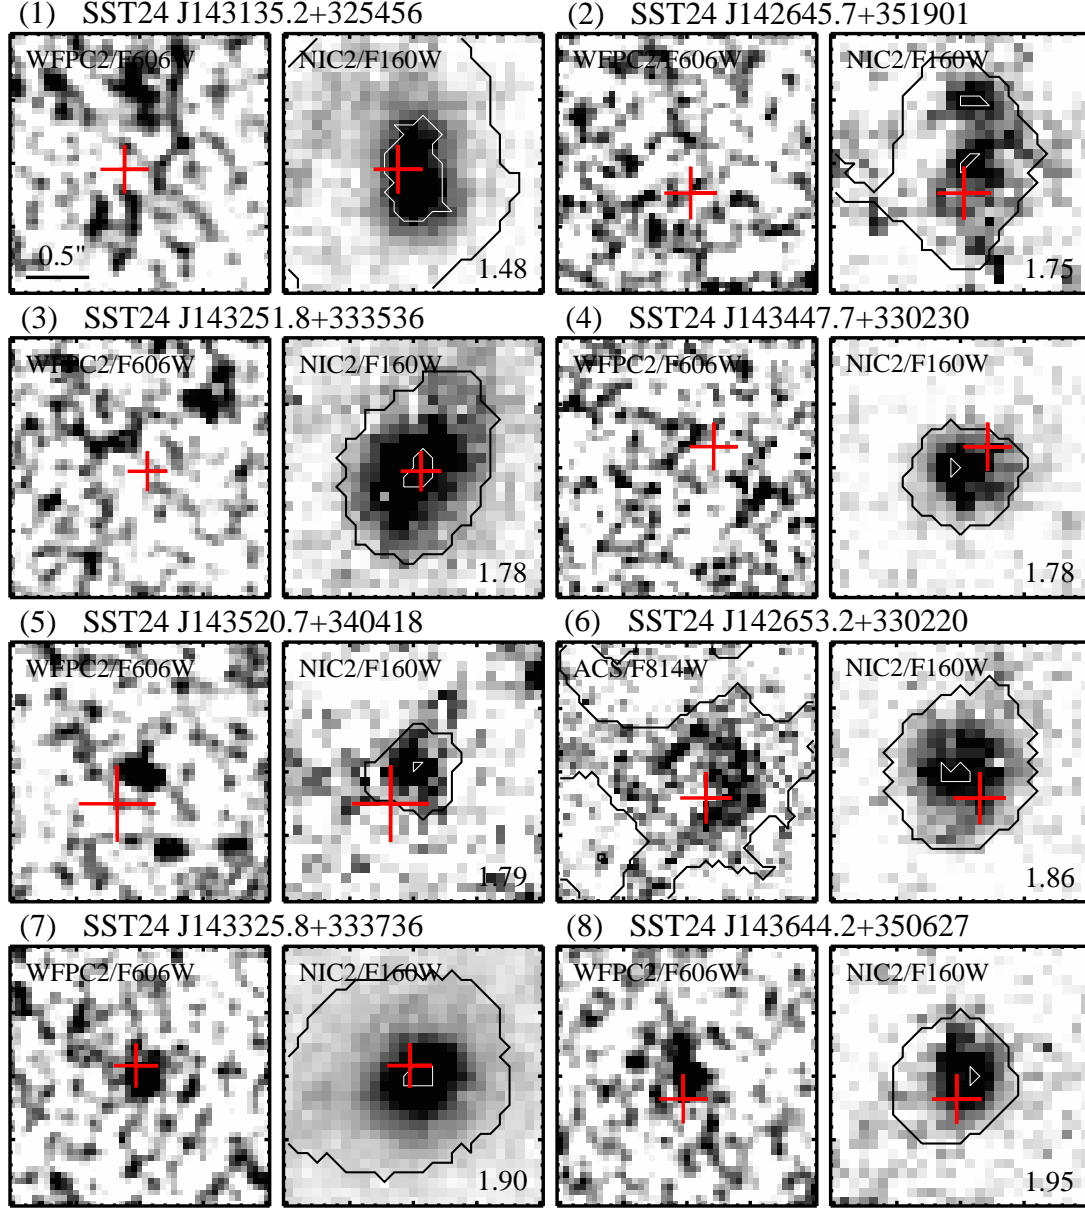 (1) SST24 J143135.2+325456
(2) SST24 J142645.7+351901
WFPC2/F606W
NIC2/F160W
WFPC2/F606W
NIC2/F160W
0.5"
1.48
1.75
(3) SST24 J143251.8+333536
(4) SST24 J143447.7+330230
WFPC2/F606W
NIC2/F160W
WFPC2/F606W
NIC2/F160W
1.78
1.78
(5) SST24 J143520.7+340418
(6) SST24 J142653.2+330220
WFPC2/F606W
NIC2/F160W
ACS/F814W
NIC2/F160W
1.79
1.86
(7) SST24 J143325.8+333736
(8) SST24 J143644.2+350627
WFPC2/F606W
NIC2/F160W
WFPC2/F606W
NIC2/F160W
1.90
1.95